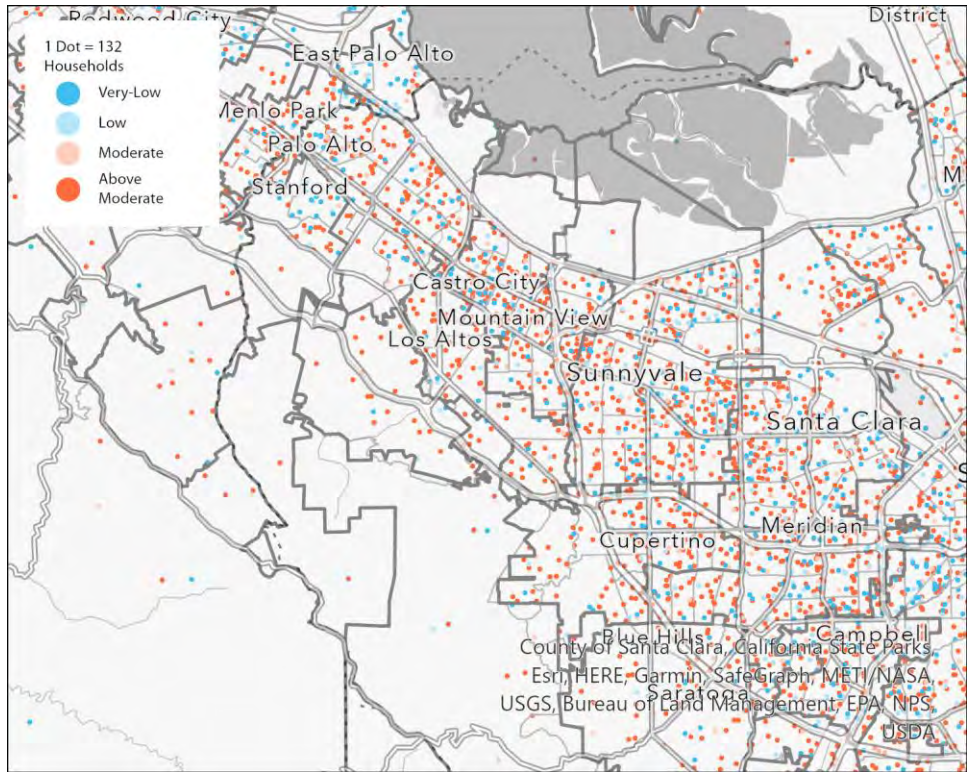 Redwood City
District
1 Dot = 132
Households
Very-Low
Low
Moderate
Above
Moderate
East Palo Alto
Menlo Park
Palo Alto
Stanford
M
Castro City
Mountain View
Los Altos
Sunnyvale
Santa Clara
S
Meridian
Cupertino
Blue Hills
Campbell
County of Santa Clara, California State Parks,
Esri, HERE, Garmin, SafeGraph, METI/NASA,
Saratoga
USGS, Bureau of Land Management, EPA, NPS,
USDA